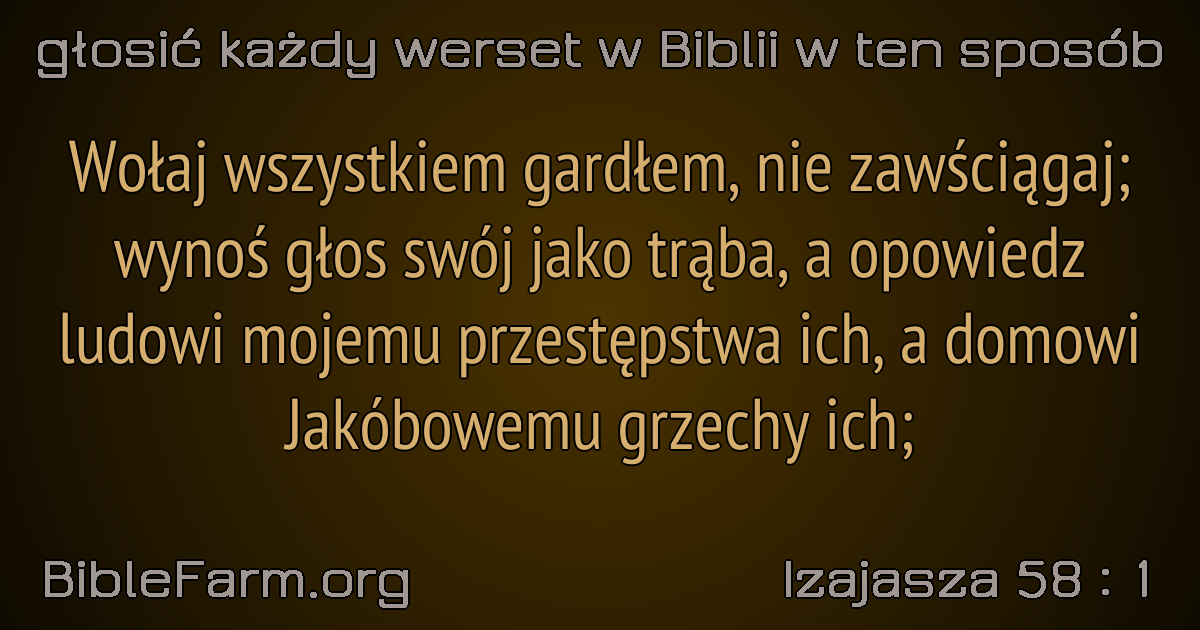 głosić każdy werset w Biblii w ten sposób
Wołaj wszystkiem gardłem, nie zawściągaj;
wynoś głos swój jako trąba, a opowiedz
ludowi mojemu przestępstwa ich, a domowi
Jakóbowemu grzechy ich;
BibleFarm.org
Izajasza 58 : 1